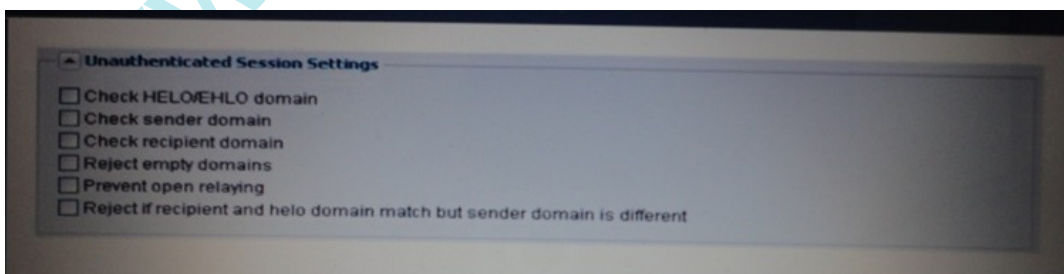 Unauthenticated Session Settings
Check HELO/EHLO domain
Check sender domain
Check recipient domain
Reject empty domains
Prevent open relaying
Reject if recipient and helo domain match but sender domain is different